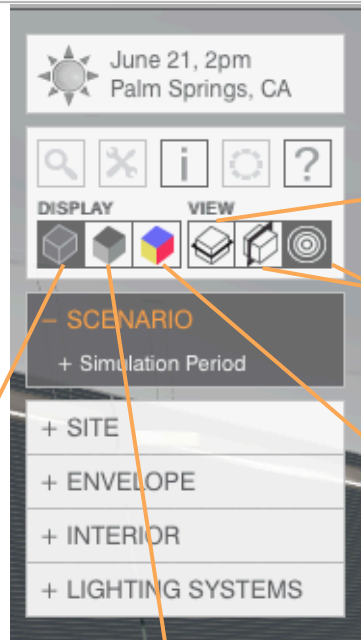 June 21, 2pm
Palm Springs, CA
i ?
DISPLAY VIEW
– SCENARIO
+ Simulation Period
+ SITE
+ ENVELOPE
+ INTERIOR
+ LIGHTING SYSTEMS